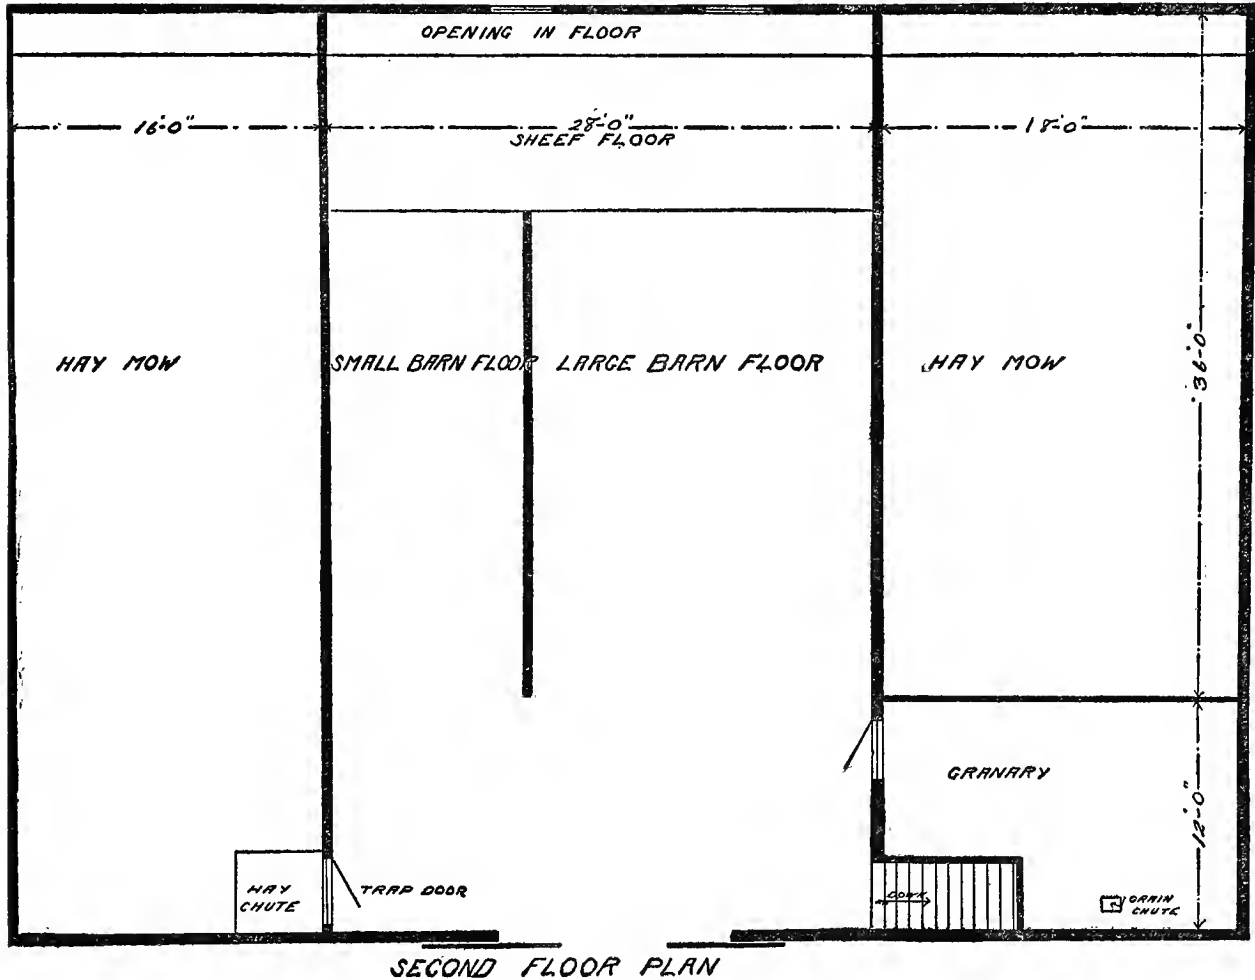 OPENING IN FLOOR
16'-0"
28'-0"
18'-0"
SHEEF FLOOR
HAY MOW
SMALL BARN FLOOR
LARGE BARN FLOOR
HAY MOW
36'-0"
GRANARY
12'-0"
HAY
CHUTE
TRAP DOOR
DOWN
GRAIN
CHUTE
SECOND FLOOR PLAN